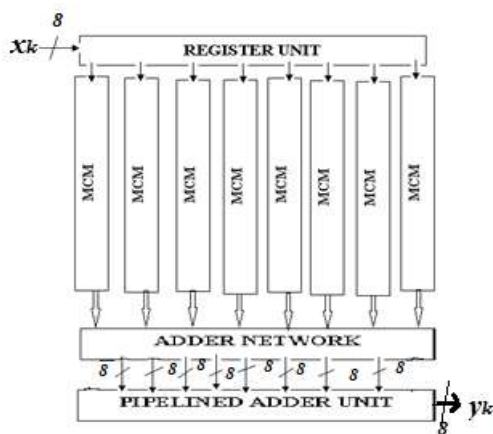 8
xk
REGISTER UNIT
MCM MCM MCM MCM MCM MCM MCM MCM
ADDER NETWORK
8 8 8 8 8 8 8 8
PIPELINED ADDER UNIT
yk
8